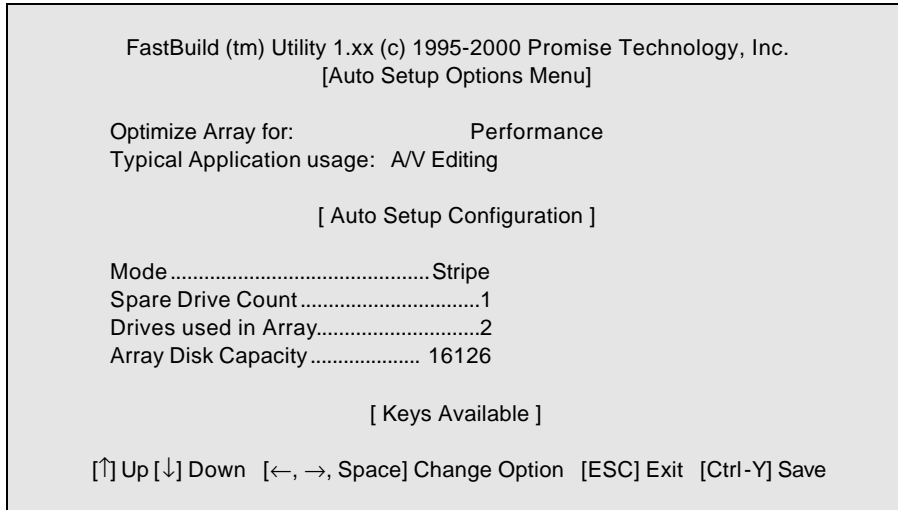 FastBuild (tm) Utility 1.xx (c) 1995-2000 Promise Technology, Inc.
[Auto Setup Options Menu]
Optimize Array for: Performance
Typical Application usage: A/V Editing
[ Auto Setup Configuration ]
Mode..............................................Stripe
Spare Drive Count................................1
Drives used in Array.............................2
Array Disk Capacity.................... 16126
[ Keys Available ]
[↑] Up [↓] Down [←, →, Space] Change Option [ESC] Exit [Ctrl-Y] Save